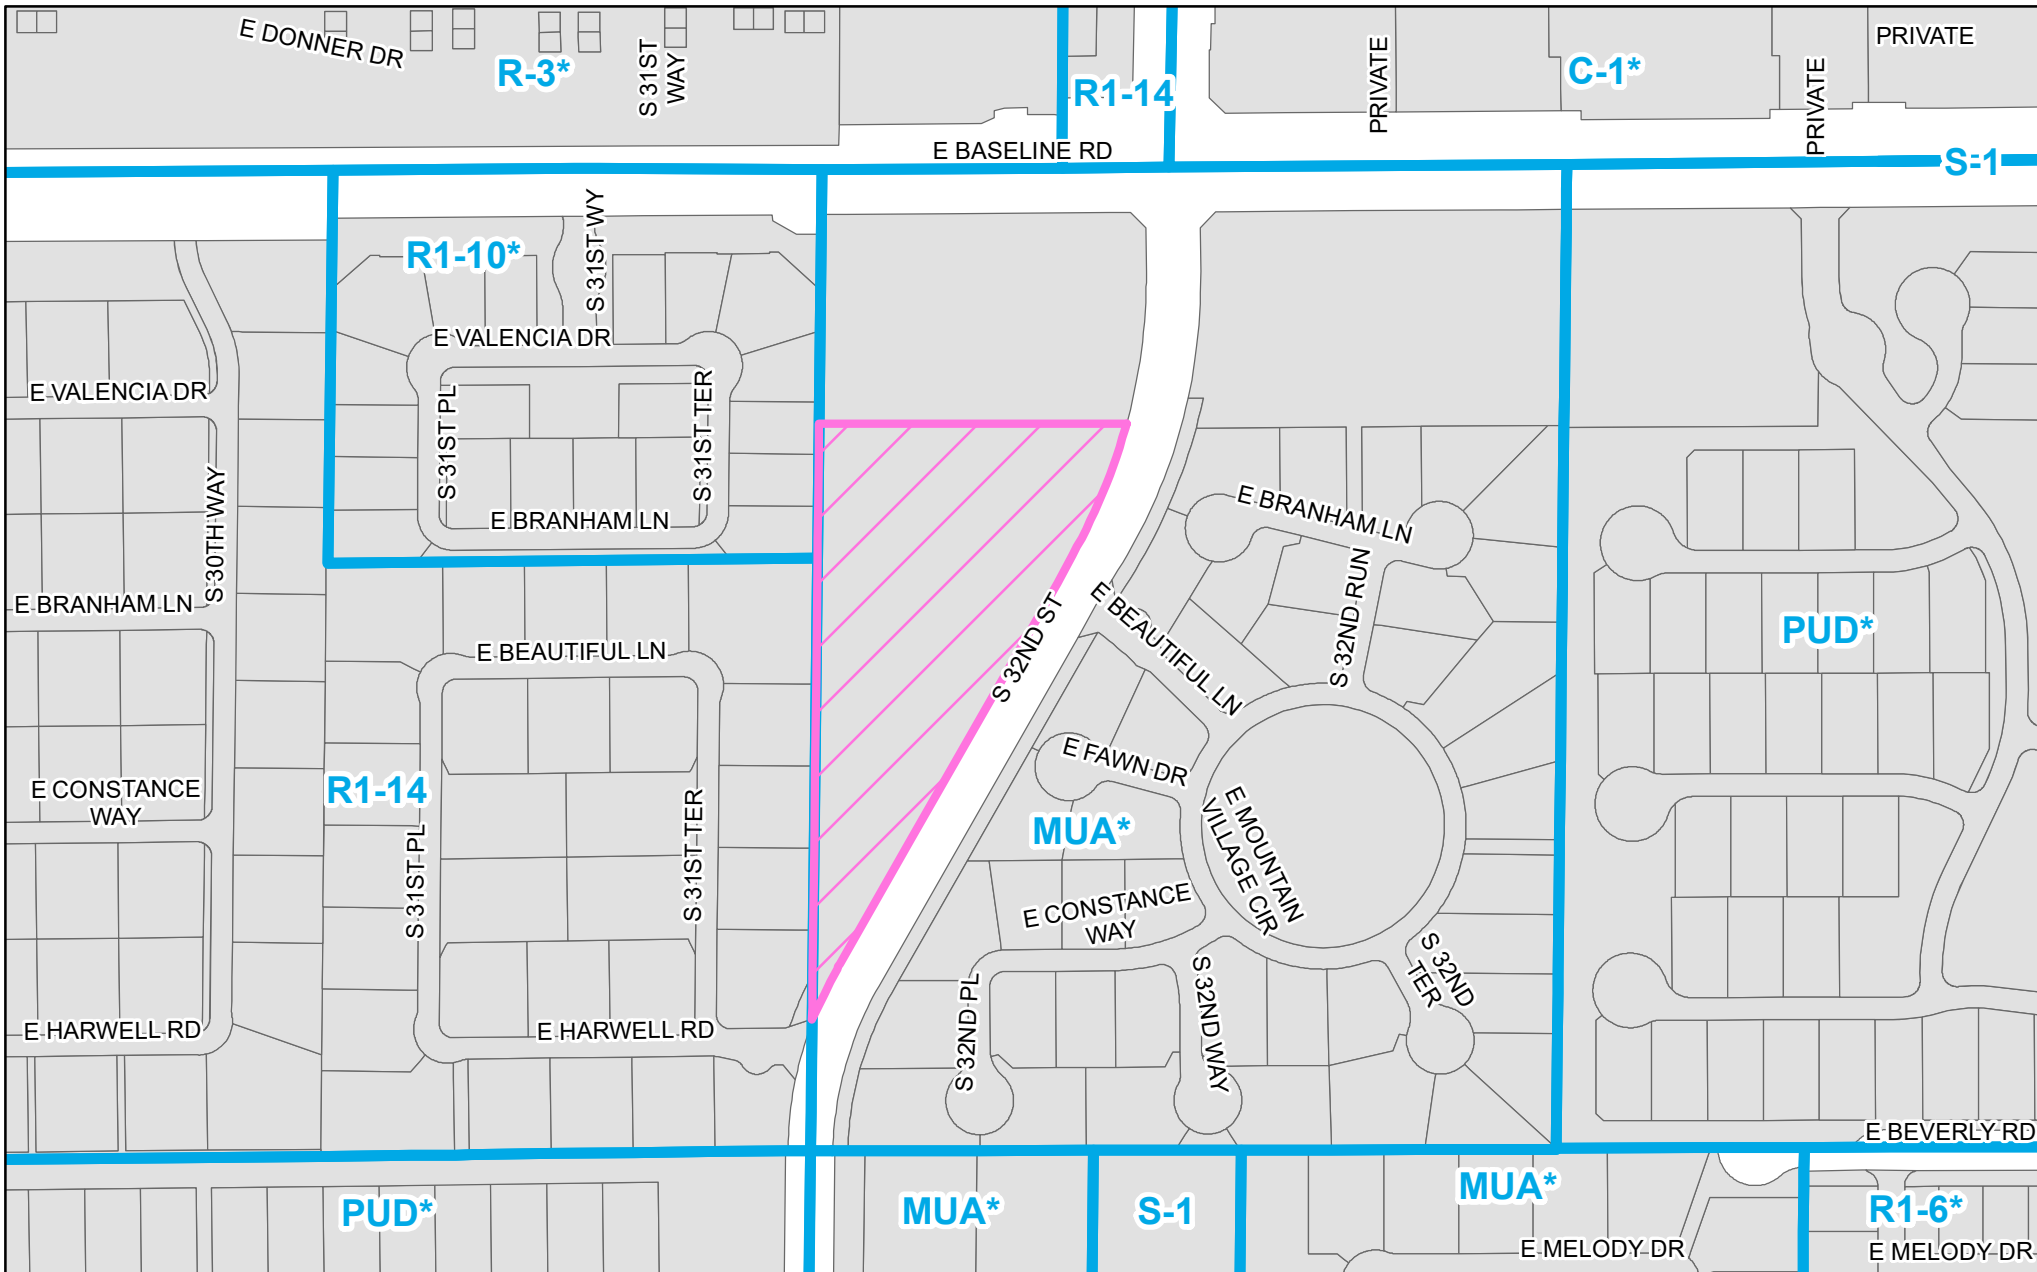 E DONNER DR
R-3*
S 31ST
WAY
R1-14
PRIVATE
C-1*
PRIVATE
PRIVATE
E BASELINE RD
S-1
R1-10*
S 31ST WY
E VALENCIA DR
E VALENCIA DR
S 31ST PL
S 31ST TER
E BRANHAM LN
S 30TH WAY
E BRANHAM LN
E BRANHAM LN
S 32ND RUN
E BEAUTIFUL LN
S 32ND ST
E BEAUTIFUL LN
PUD*
E CONSTANCE
WAY
R1-14
S 31ST PL
S 31ST TER
E FAWN DR
MUA*
E MOUNTAIN
VILLAGE CIR
E CONSTANCE
WAY
S 32ND
TER
S 32ND PL
S 32ND WAY
E HARWELL RD
E HARWELL RD
E BEVERLY RD
PUD*
MUA*
S-1
MUA*
R1-6*
E MELODY DR
E MELODY DR